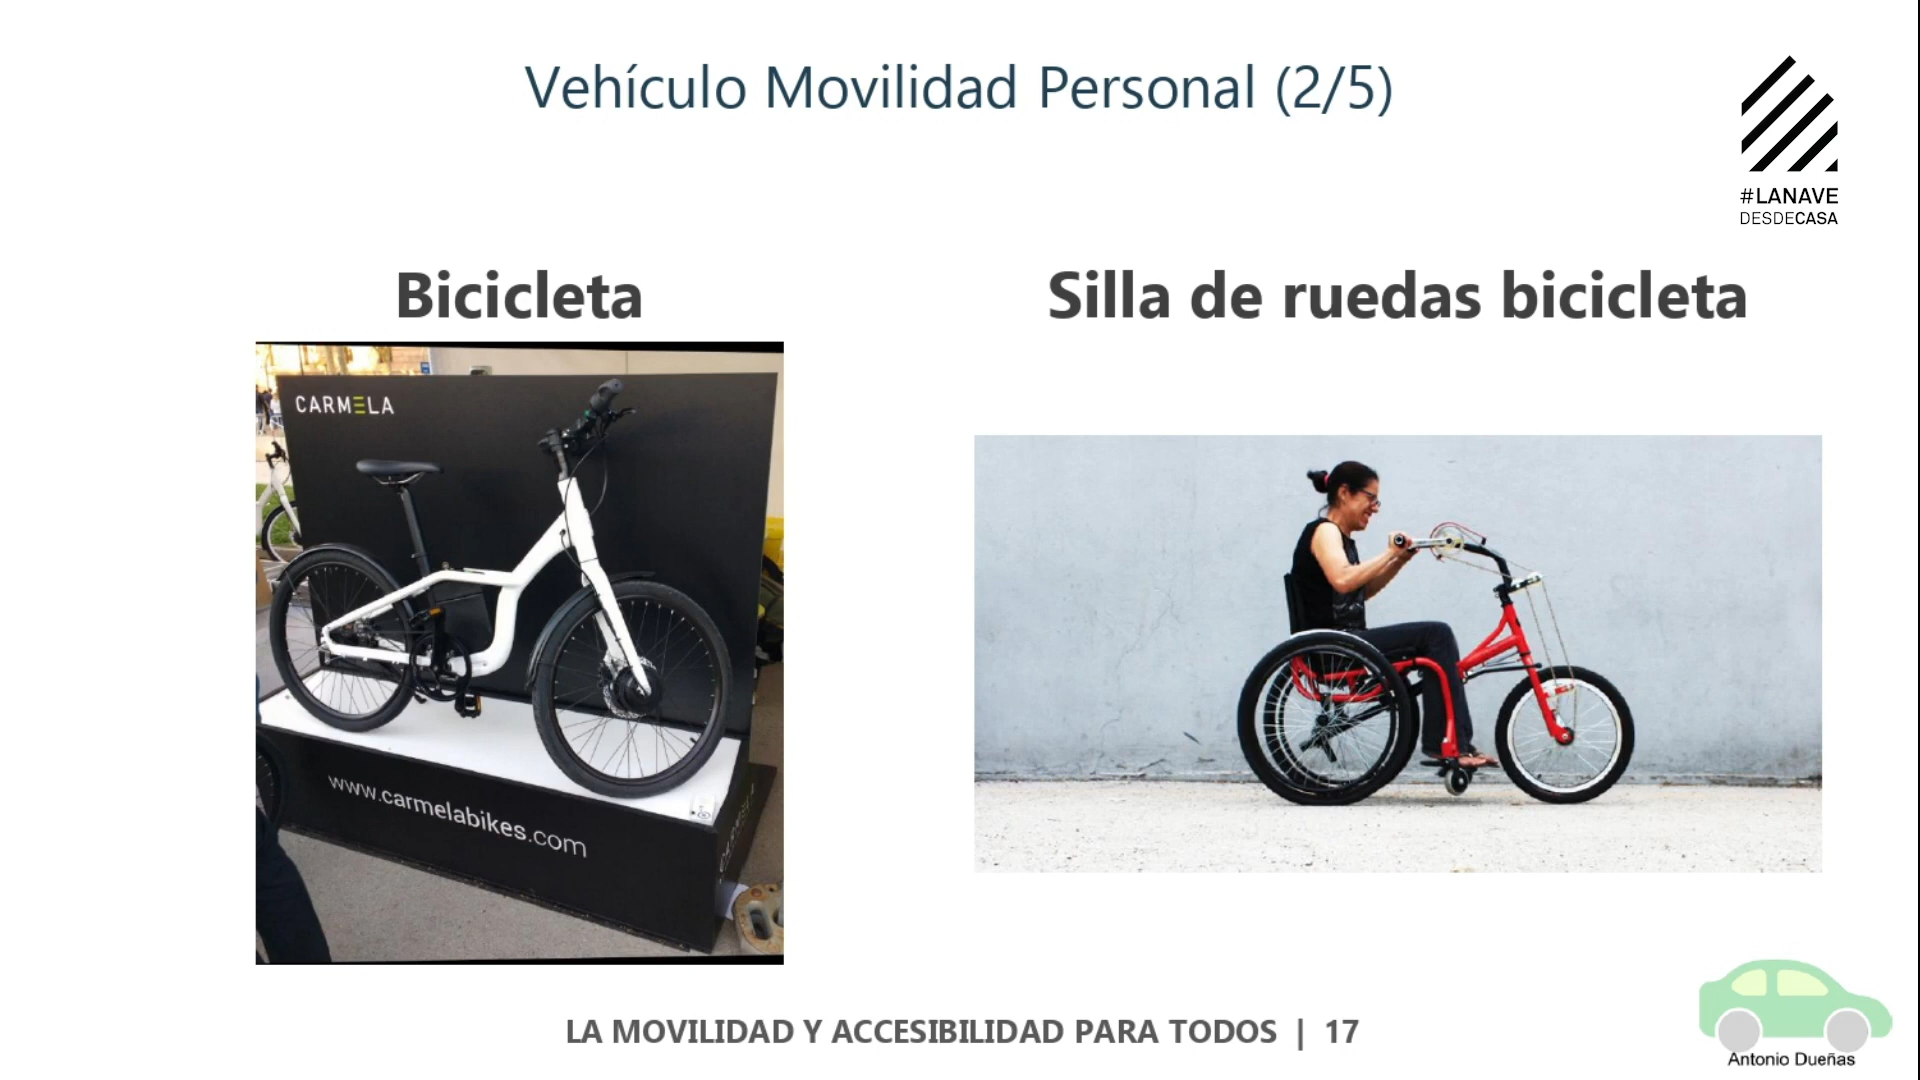 Vehículo Movilidad Personal (2/5)
#LANAVE
DESDECASA
Bicicleta
Silla de ruedas bicicleta
CARMELA
www.carmelabikes.com
LA MOVILIDAD Y ACCESIBILIDAD PARA TODOS | 17
Antonio Dueñas